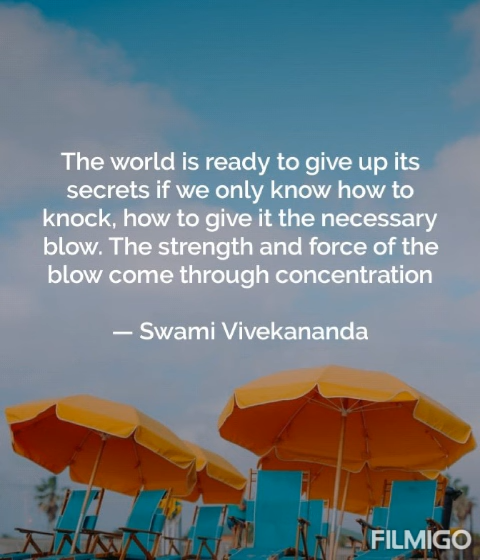 The world is ready to give up its
secrets if we only know how to
knock, how to give it the necessary
blow. The strength and force of the
blow come through concentration
— Swami Vivekananda
FILMIGO